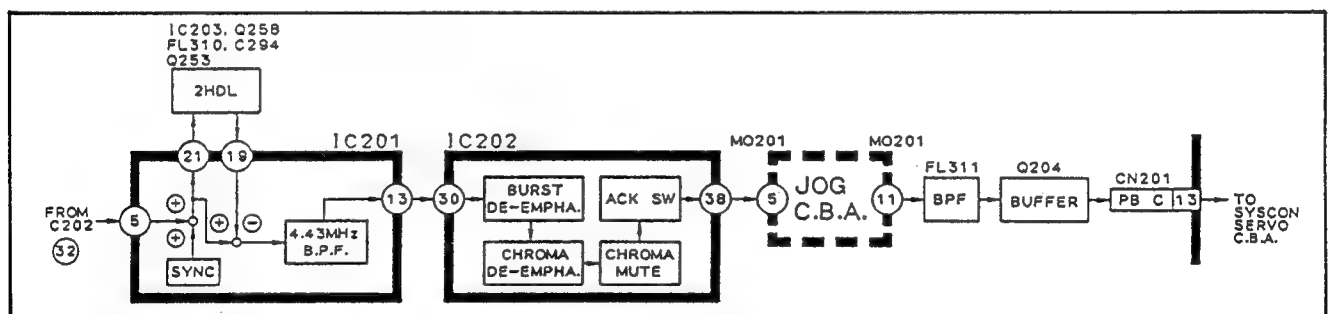 IC203, Q258
FL310, C294
Q253
2HDL
21
19
IC201
IC202
FROM
C202
32
5
+
+
+
-
SYNC
4.43MHz
B.P.F.
13
30
BURST
DE-EMPHA.
CHROMA
DE-EMPHA.
CHROMA
MUTE
ACK SW
38
MO201
MO201
5
JOG
C.B.A.
11
FL311
BPF
Q204
BUFFER
CN201
PB C 13
TO
SYSCON
SERVO
C.B.A.